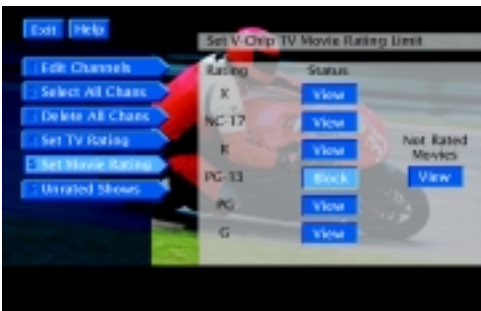 Exit Help
Set V-Chip TV Movie Rating Limit
Edit Channels
Select All Chans
Delete All Chans
Set TV Rating
Set Movie Rating
Unrated Shows
Rating Status
X View
NC-17 View
R View
PG-13 Block
PG View
G View
Not Rated
Movies
View